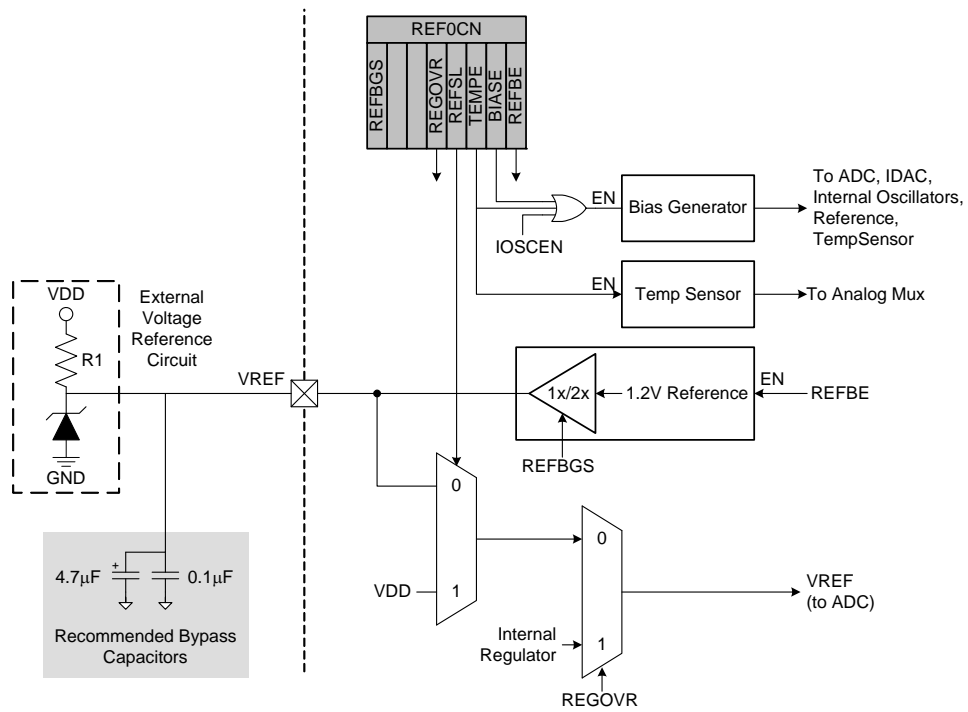 REF0CN
REFBGS
REGOVR
REFSL
TEMPE
BIASE
REFBE
EN
Bias Generator
To ADC, IDAC,
Internal Oscillators,
Reference,
TempSensor
IOSCEN
EN
Temp Sensor
To Analog Mux
VDD
R1
GND
External
Voltage
Reference
Circuit
VREF
1x/2x
1.2V Reference
EN
REFBE
REFBGS
0
VDD
1
0
Internal
Regulator
1
REGOVR
VREF
(to ADC)
4.7µF
+
0.1µF
Recommended Bypass
Capacitors